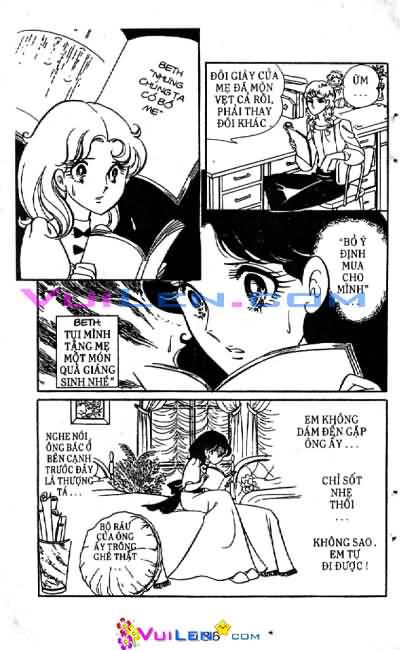 BETH
"NHƯNG
CHÚNG TA
CÓ BỐ
MẸ"
ĐÔI GIÀY CỦA
MẸ ĐÃ MÒN
VẸT CẢ RỒI,
PHẢI THAY
ĐÔI KHÁC
ỪM...
"BỎ Ý
ĐỊNH
MUA
CHO
MÌNH"
VUILEN.COM
BETH:
TỤI MÌNH
TẶNG MẸ
MỘT MÓN
QUÀ GIÁNG
SINH NHÉ"
EM KHÔNG
DÁM ĐẾN GẶP
ÔNG ẤY...
NGHE NÓI
ÔNG BÁC Ở
BÊN CẠNH
TRƯỚC ĐÂY
LÀ THƯỢNG
TÁ...
CHỈ SỐT
NHẸ
THÔI
...
BỘ RÂU
CỦA ÔNG
ẤY TRÔNG
GHÊ THẬT
KHÔNG SAO.
EM TỰ
ĐI ĐƯỢC!
VUILEN